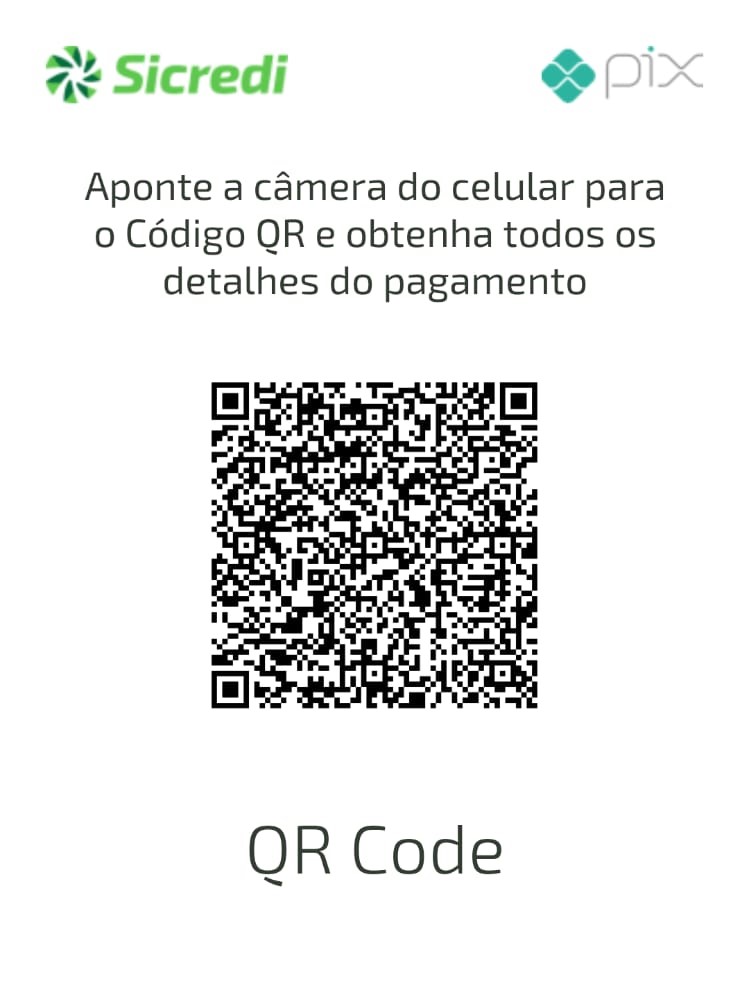 Sicredi
pix
Aponte a câmera do celular para
o Código QR e obtenha todos os
detalhes do pagamento
QR Code